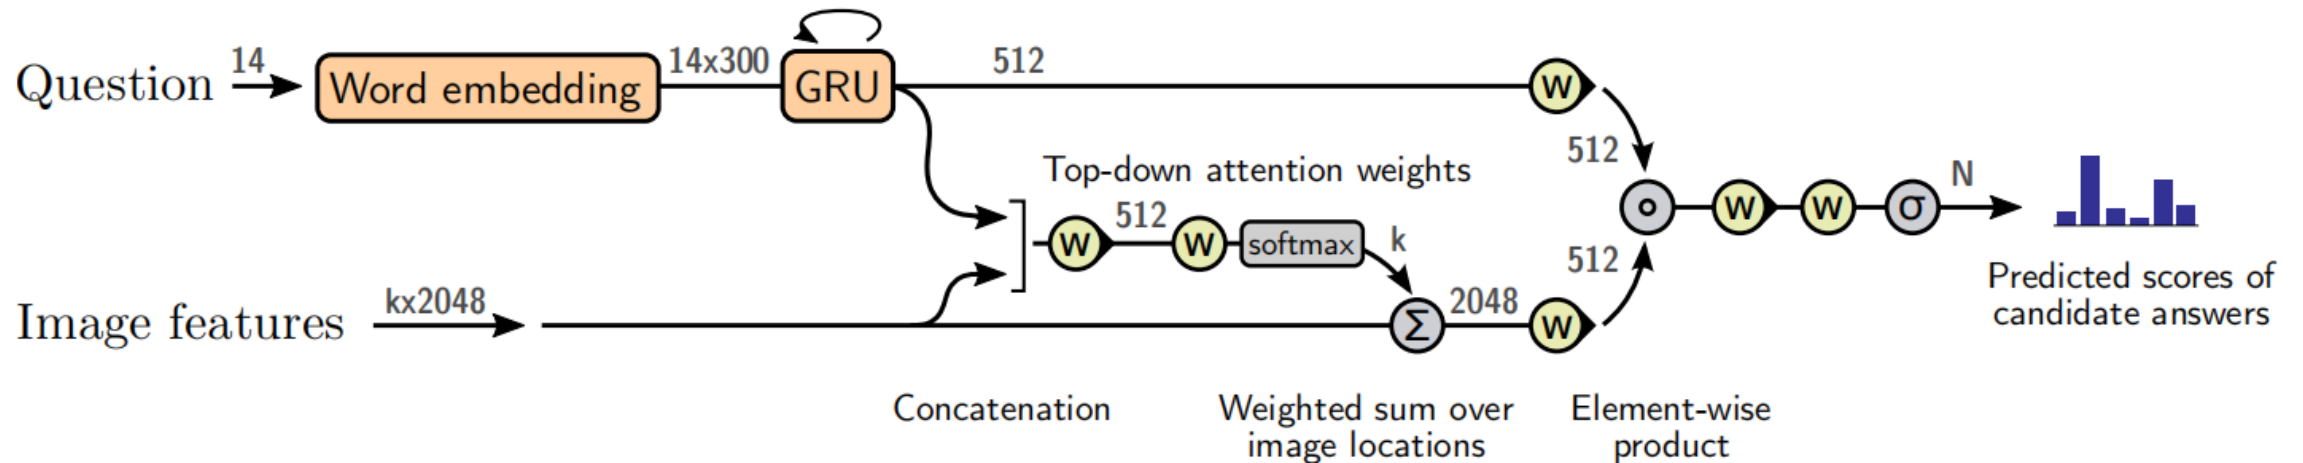 Question
14
Word embedding
14x300
GRU
512
w
512
Top-down attention weights
w
512
w
softmax
k
w
w
σ
N
512
Image features
kx2048
Σ
2048
w
Predicted scores of
candidate answers
Concatenation
Weighted sum over
image locations
Element-wise
product